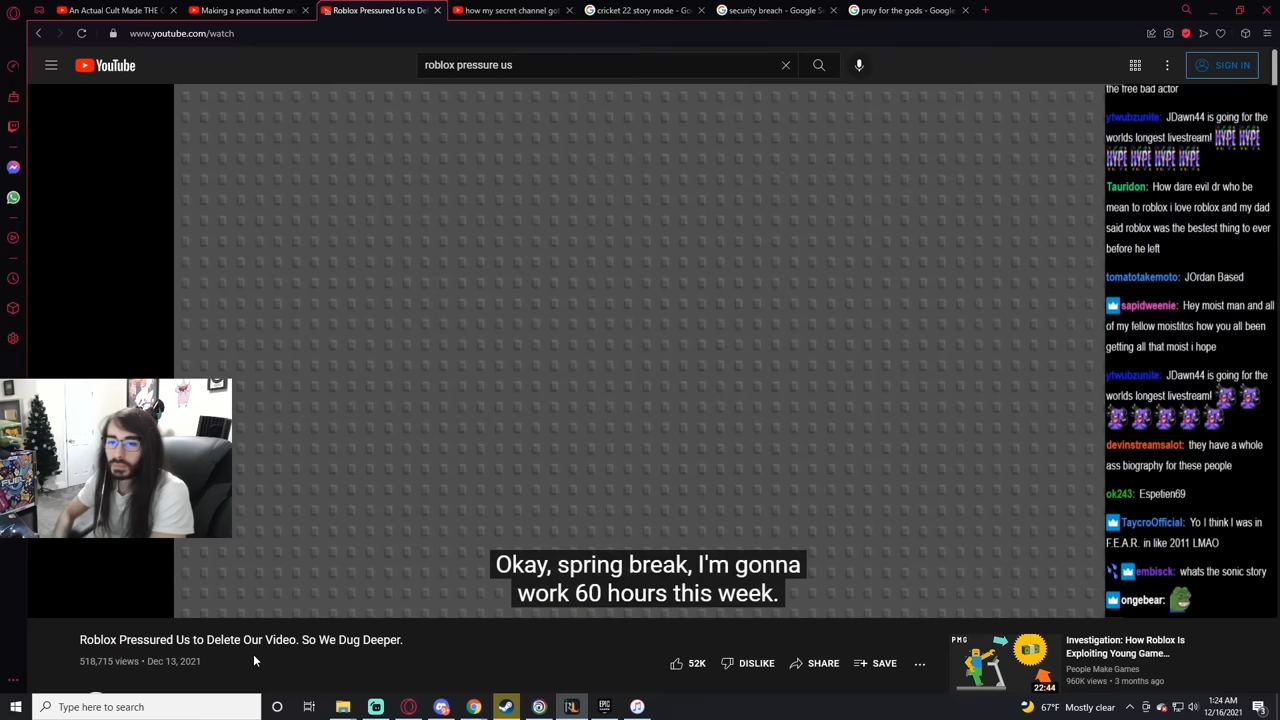 An Actual Cult Made THE C
Making a peanut butter an
Roblox Pressured Us to Del
how my secret channel got
cricket 22 story mode - Go
security breach - Google Se
pray for the gods - Google
www.youtube.com/watch
YouTube
roblox pressure us
SIGN IN
the free bad actor
ytwubzunite: JDawn44 is going for the
worlds longest livestream! HYPE HYPE
HYPE HYPE HYPE HYPE
Tauridon: How dare evil dr who be
mean to roblox i love roblox and my dad
said roblox was the bestest thing to ever
before he left
tomatotakemoto: JOrdan Based
sapidweenie: Hey moist man and all
of my fellow moistitos how you all been
getting all that moist i hope
ytwubzunite: JDawn44 is going for the
worlds longest livestream!
devinstreamsalot: they have a whole
ass biography for these people
ok243: Espetien69
TaycroOfficial: Yo I think I was in
F.E.A.R. in like 2011 LMAO
embisck: whats the sonic story
ongebear:
Okay, spring break, I'm gonna
work 60 hours this week.
Roblox Pressured Us to Delete Our Video. So We Dug Deeper.
518,715 views • Dec 13, 2021
52K
DISLIKE
SHARE
SAVE
PMG
22:44
Investigation: How Roblox Is
Exploiting Young Game...
People Make Games
960K views • 3 months ago
Type here to search
EPIC
67°F Mostly clear
1:24 AM
12/16/2021